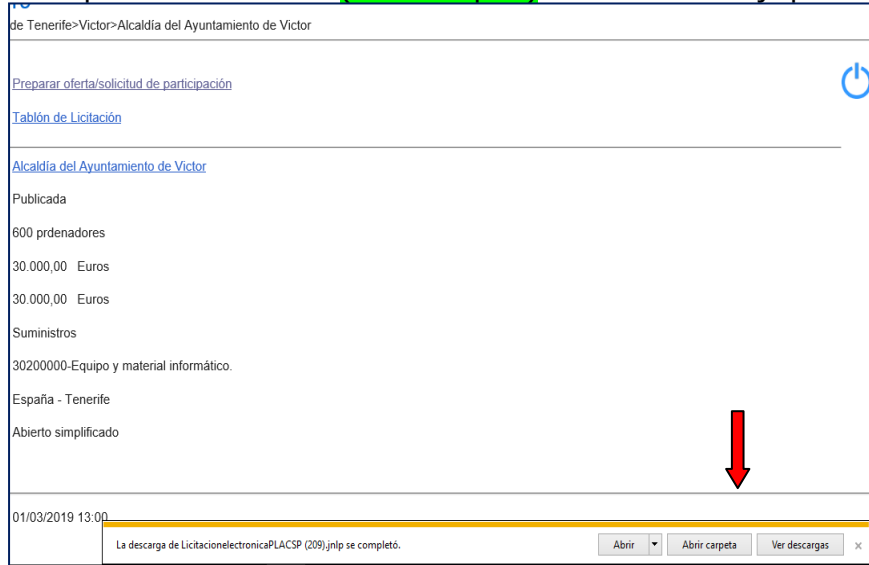 de Tenerife>Victor>Alcaldía del Ayuntamiento de Victor
Preparar oferta/solicitud de participación
Tablón de Licitación
Alcaldía del Ayuntamiento de Victor
Publicada
600 prdenadores
30.000,00 Euros
30.000,00 Euros
Suministros
30200000-Equipo y material informático.
España - Tenerife
Abierto simplificado
01/03/2019 13:00
La descarga de LicitacionelectronicaPLACSP (209).jnlp se completó.
Abrir
Abrir carpeta
Ver descargas
x